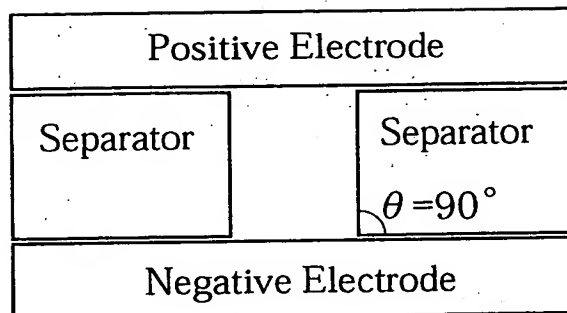 Positive Electrode
Separator
Separator
θ =90°
Negative Electrode